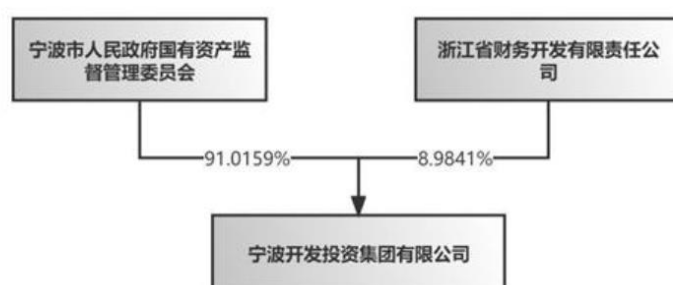 宁波市人民政府国有资产监
督管理委员会
浙江省财务开发有限责任公
司
91.0159%
8.9841%
宁波开发投资集团有限公司